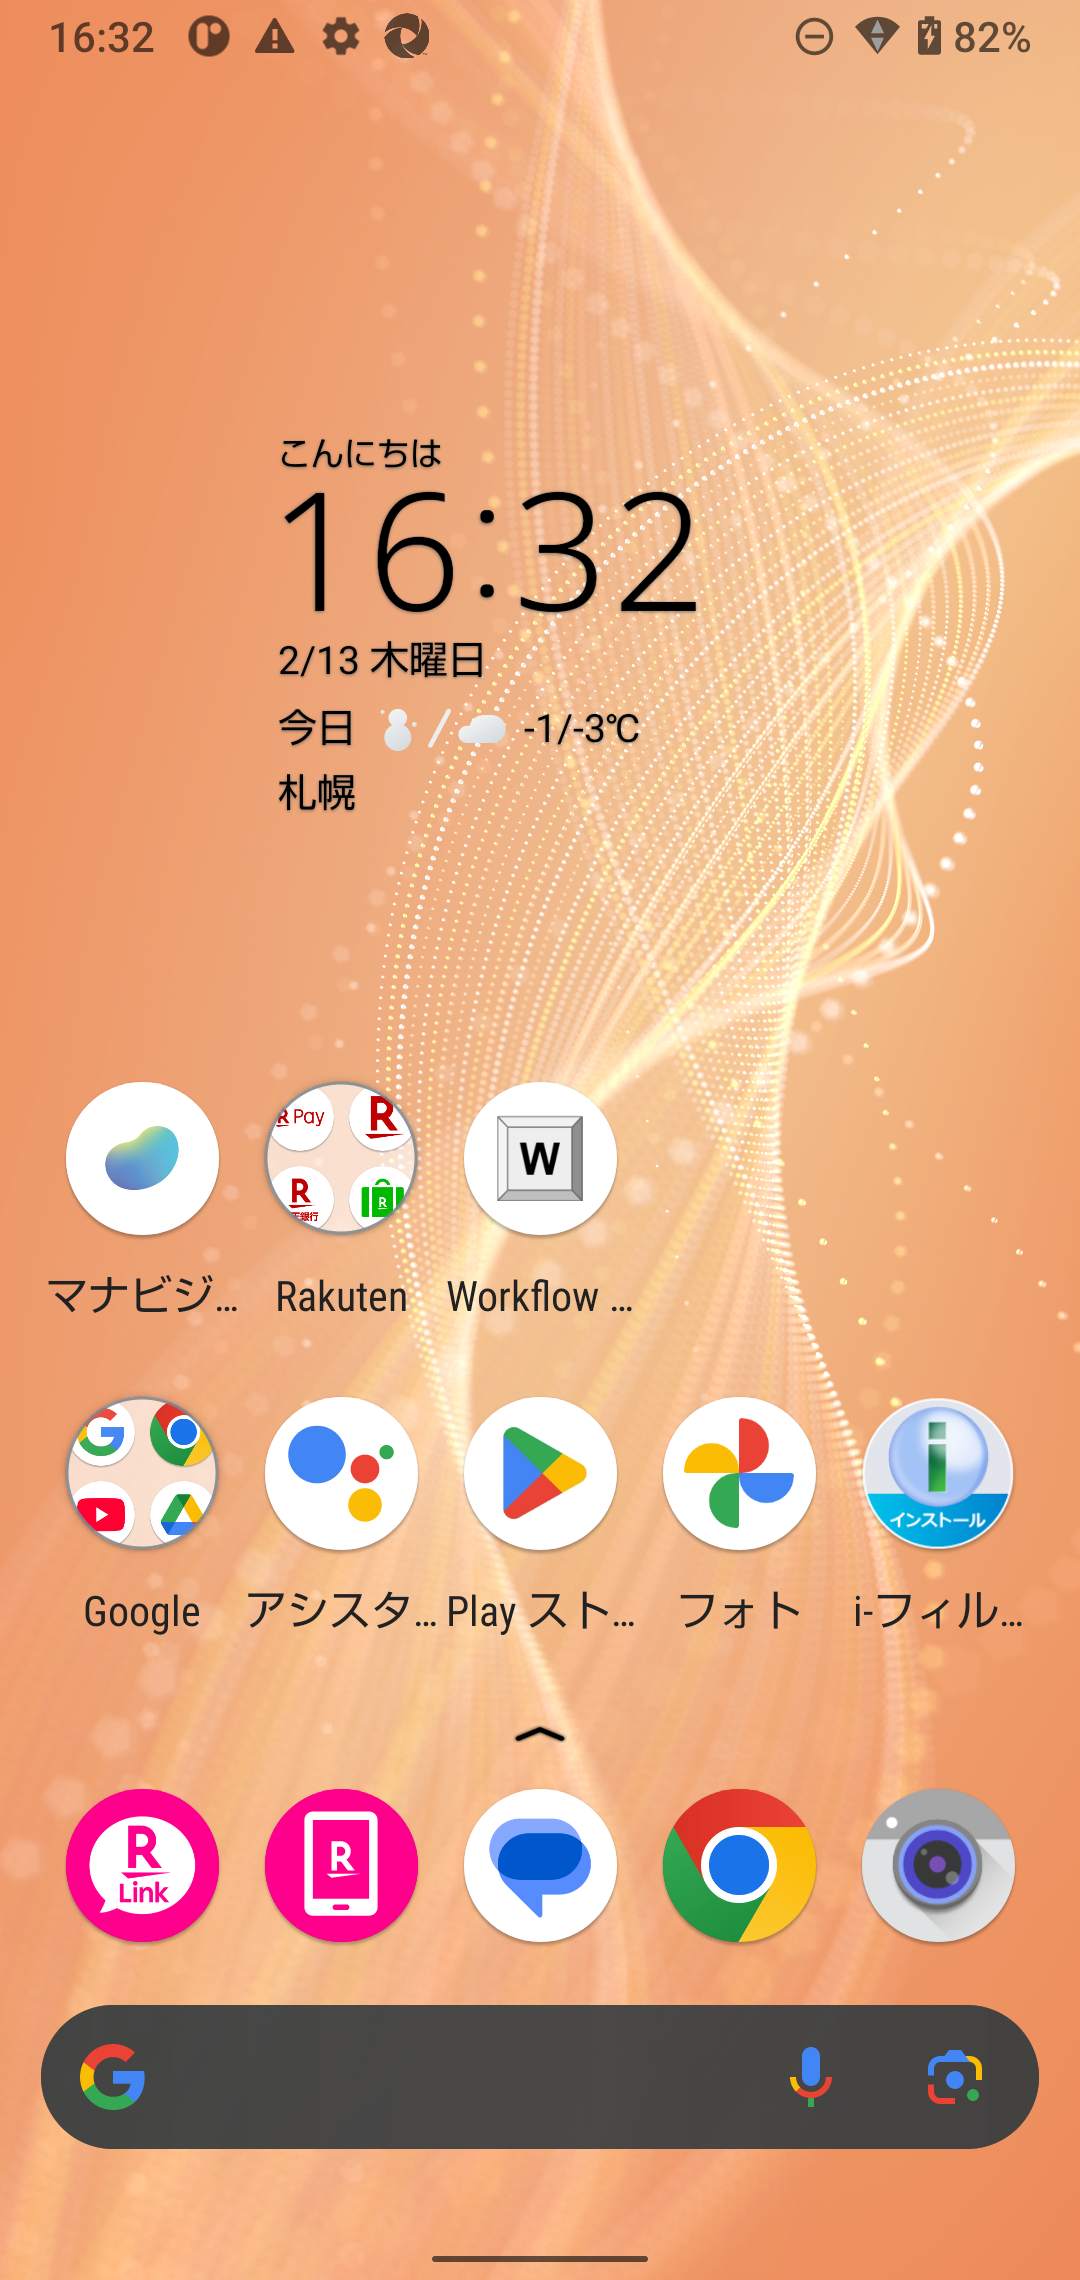 16:32
82%
こんにちは
16:32
2/13 木曜日
今日 -1/-3℃
札幌
R Pay
R
R
R
W
マナビジ…
Rakuten
Workflow …
インストール
Google
アシスタ…
Play スト…
フォト
i-フィル…
R
Link
R